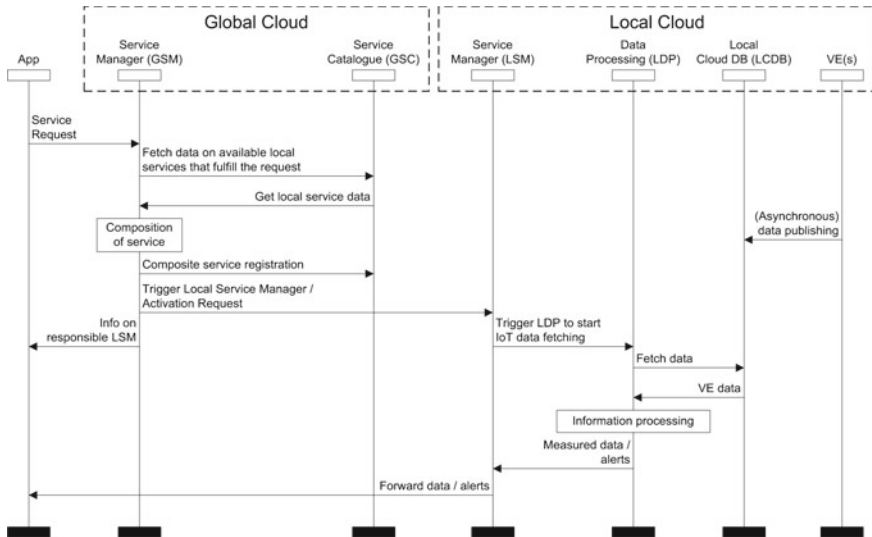 Global Cloud
Local Cloud
App
Service
Manager (GSM)
Service
Catalogue (GSC)
Service
Manager (LSM)
Data
Processing (LDP)
Local
Cloud DB (LCDB)
VE(s)
Service
Request
Fetch data on available local
services that fulfill the request
Get local service data
(Asynchronous)
data publishing
Composition
of service
Composite service registration
Trigger Local Service Manager /
Activation Request
Info on
responsible LSM
Trigger LDP to start
IoT data fetching
Fetch data
VE data
Information processing
Measured data /
alerts
Forward data / alerts